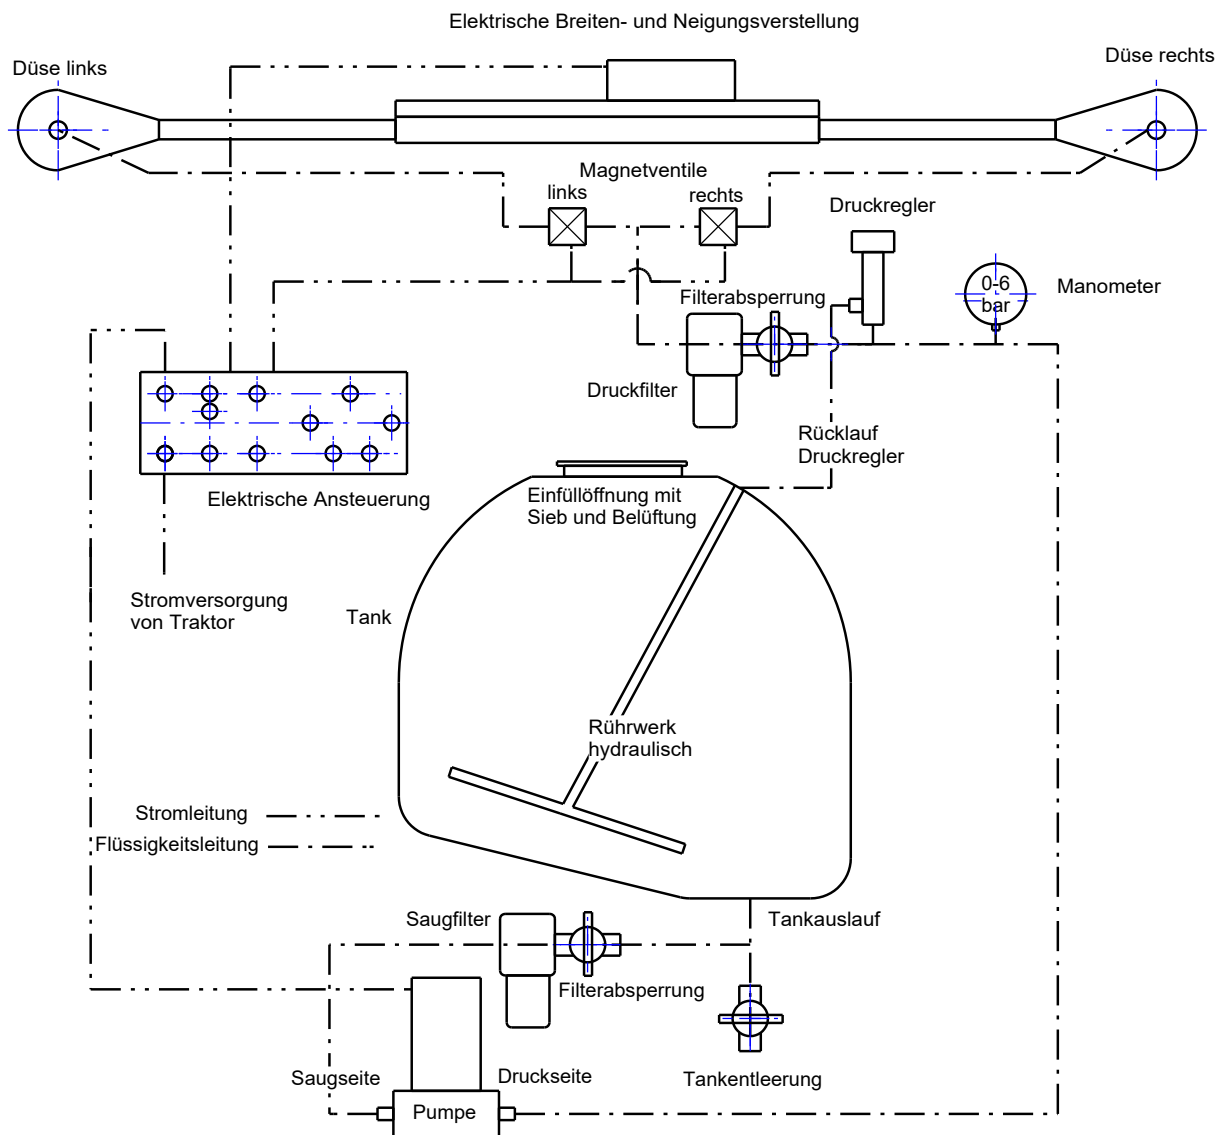 Elektrische Breiten- und Neigungsverstellung
Düse links
Düse rechts
Magnetventile
links
rechts
Druckregler
Filterabsperrung
0-6
bar
Manometer
Druckfilter
Rücklauf
Druckregler
Elektrische Ansteuerung
Einfüllöffnung mit
Sieb und Belüftung
Stromversorgung
von Traktor
Tank
Rührwerk
hydraulisch
Stromleitung
Flüssigkeitsleitung
Saugfilter
Tankauslauf
Filterabsperrung
Saugseite
Druckseite
Tankentleerung
Pumpe